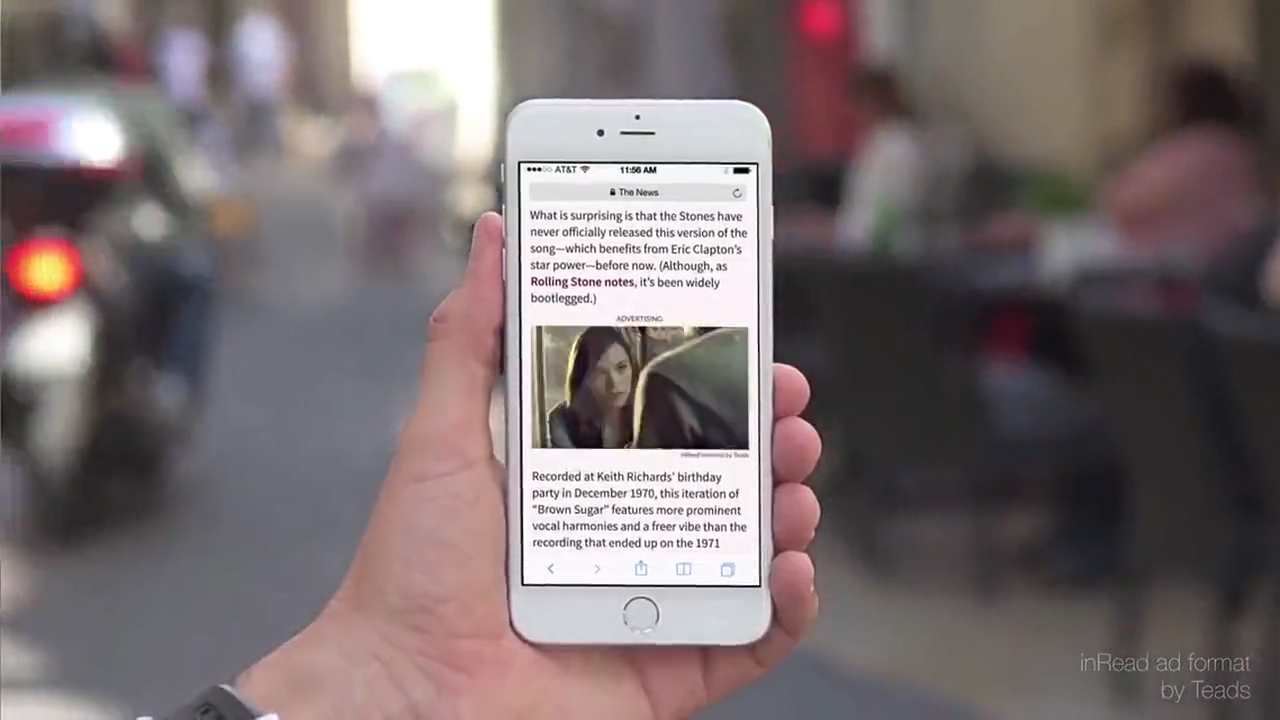 AT&T 11:56 AM
The News
What is surprising is that the Stones have
never officially released this version of the
song—which benefits from Eric Clapton's
star power—before now. (Although, as
Rolling Stone notes, it's been widely
bootlegged.)
ADVERTISING
by Teads
Recorded at Keith Richards' birthday
party in December 1970, this iteration of
“Brown Sugar” features more prominent
vocal harmonies and a freer vibe than the
recording that ended up on the 1971
inRead ad format
by Teads